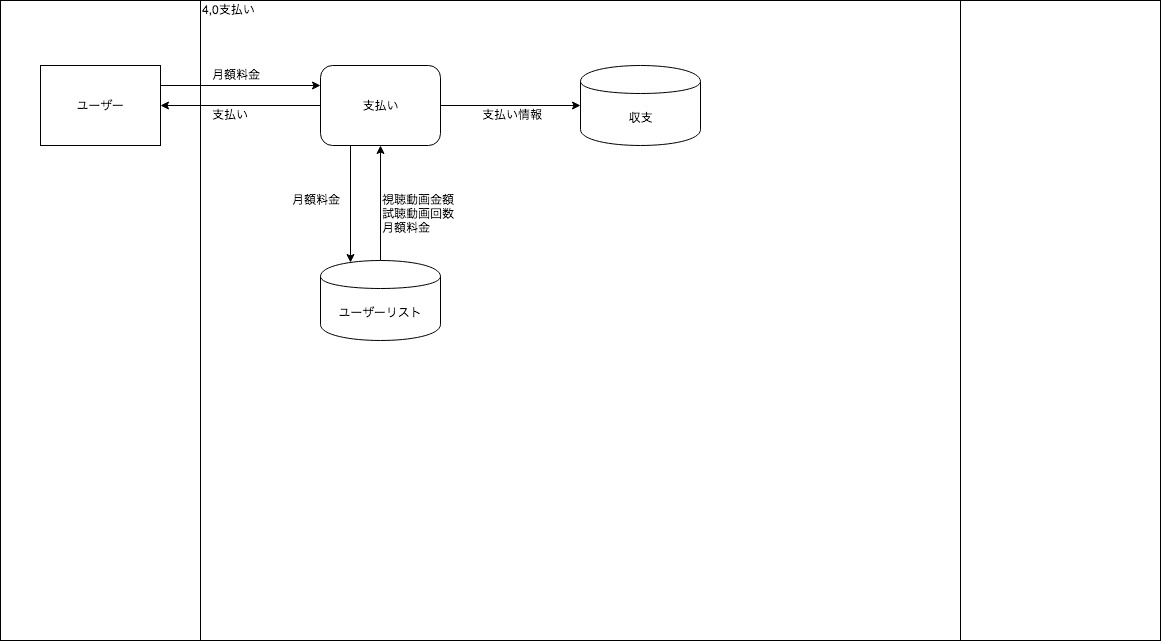 4,0支払い
月額料金
ユーザー
支払い
支払い
支払い情報
収支
月額料金
視聴動画金額
試聴動画回数
月額料金
ユーザーリスト